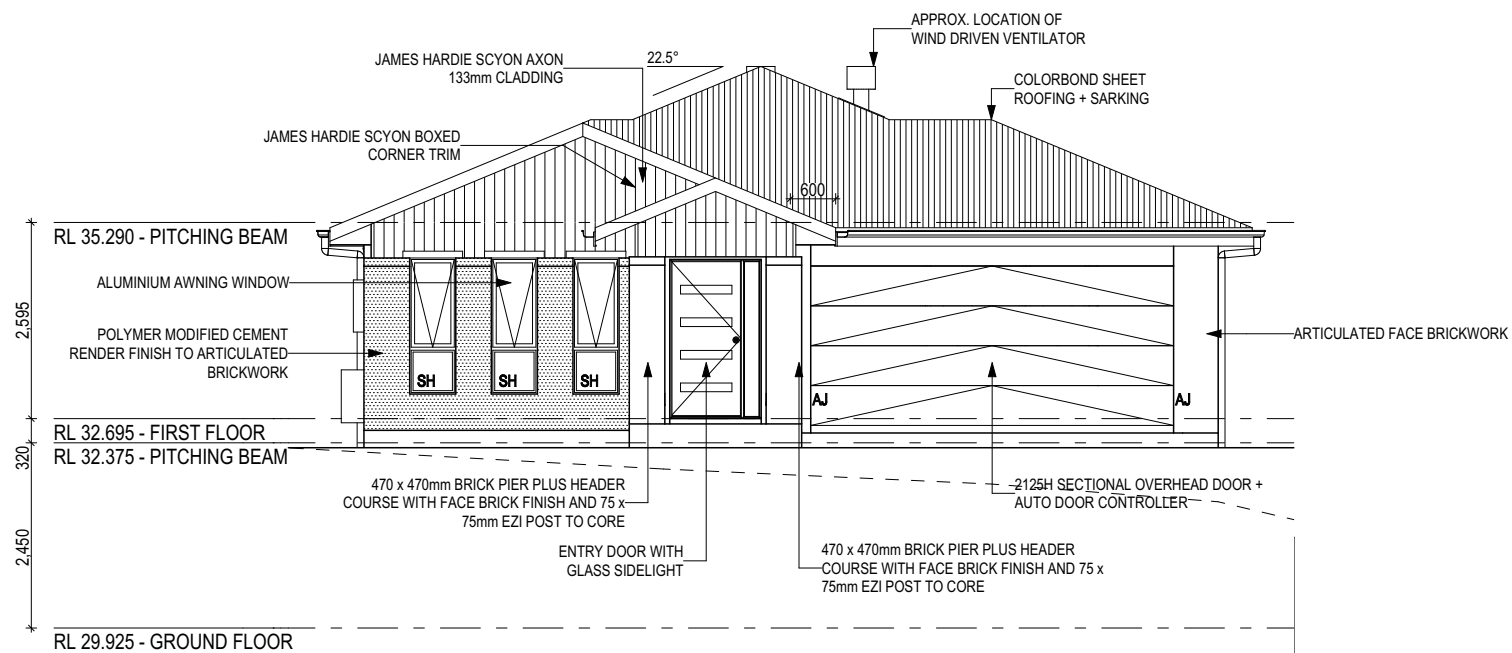 APPROX. LOCATION OF
WIND DRIVEN VENTILATOR
JAMES HARDIE SCYON AXON
133mm CLADDING
22.5°
COLORBOND SHEET
ROOFING + SARKING
JAMES HARDIE SCYON BOXED
CORNER TRIM
600
RL 35.290 - PITCHING BEAM
ALUMINIUM AWNING WINDOW
2,595
POLYMER MODIFIED CEMENT
RENDER FINISH TO ARTICULATED
BRICKWORK
ARTICULATED FACE BRICKWORK
SH
SH
SH
AJ
AJ
RL 32.695 - FIRST FLOOR
320
RL 32.375 - PITCHING BEAM
470 x 470mm BRICK PIER PLUS HEADER
COURSE WITH FACE BRICK FINISH AND 75 x
75mm EZI POST TO CORE
2125H SECTIONAL OVERHEAD DOOR +
AUTO DOOR CONTROLLER
2,450
ENTRY DOOR WITH
GLASS SIDELIGHT
470 x 470mm BRICK PIER PLUS HEADER
COURSE WITH FACE BRICK FINISH AND 75 x
75mm EZI POST TO CORE
RL 29.925 - GROUND FLOOR